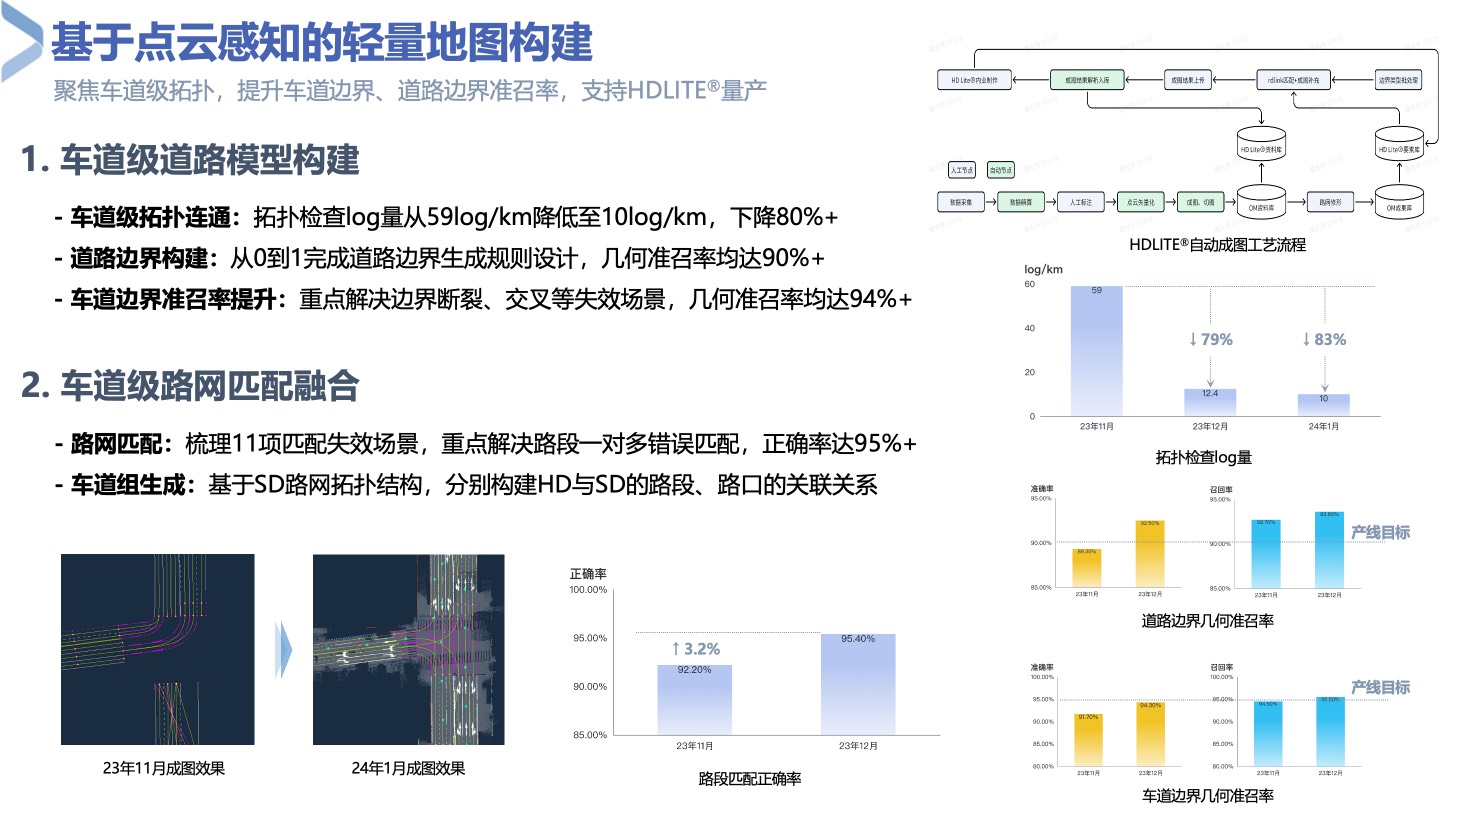 基于点云感知的轻量地图构建
聚焦车道级拓扑，提升车道边界、道路边界准召率，支持HDLITE®量产
1. 车道级道路模型构建
- 车道级拓扑连通：拓扑检查log量从59log/km降低至10log/km，下降80%+
- 道路边界构建：从0到1完成道路边界生成规则设计，几何准召率均达90%+
- 车道边界准召率提升：重点解决边界断裂、交叉等失效场景，几何准召率均达94%+
2. 车道级路网匹配融合
- 路网匹配：梳理11项匹配失效场景，重点解决路段一对多错误匹配，正确率达95%+
- 车道组生成：基于SD路网拓扑结构，分别构建HD与SD的路段、路口的关联关系
23年11月成图效果
24年1月成图效果
正确率
100.00%
95.00%
90.00%
85.00%
↑ 3.2%
92.20%
95.40%
23年11月
23年12月
路段匹配正确率
HD Lite®内业制作
成图结果解析入库
成图结果上传
rdlink匹配+成图补充
边界类型批处理
HD Lite®资料库
HD Lite®要素库
人工节点
自动节点
数据采集
数据解算
人工标注
点云矢量化
成图、切图
OM资料库
路网修形
OM成果库
HDLITE®自动成图工艺流程
log/km
60
40
20
0
59
↓ 79%
↓ 83%
12.4
10
23年11月
23年12月
24年1月
拓扑检查log量
准确率
95.00%
90.00%
85.00%
89.30%
92.50%
23年11月
23年12月
召回率
95.00%
90.00%
85.00%
92.70%
93.60%
23年11月
23年12月
产线目标
道路边界几何准召率
准确率
100.00%
95.00%
90.00%
85.00%
80.00%
91.70%
94.30%
23年11月
23年12月
召回率
100.00%
95.00%
90.00%
85.00%
80.00%
94.50%
23年11月
23年12月
产线目标
车道边界几何准召率